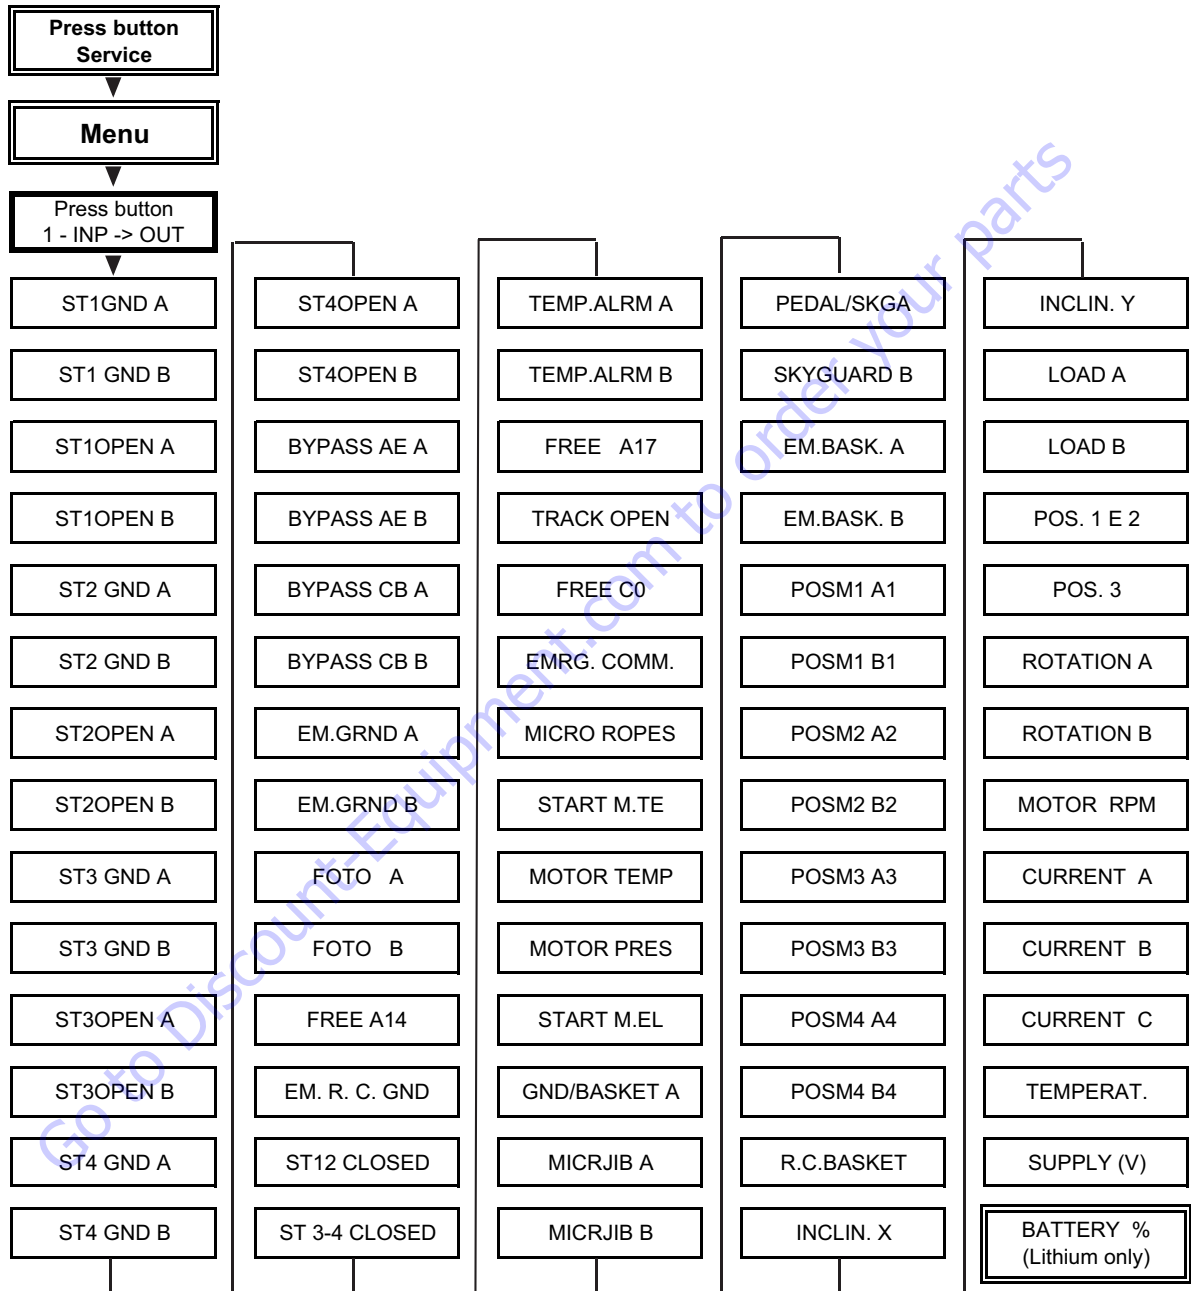 Press button
Service
Menu
Press button
1 - INP -> OUT
ST1GND A
ST1 GND B
ST1OPEN A
ST1OPEN B
ST2 GND A
ST2 GND B
ST2OPEN A
ST2OPEN B
ST3 GND A
ST3 GND B
ST3OPEN A
ST3OPEN B
ST4 GND A
ST4 GND B
ST4OPEN A
ST4OPEN B
BYPASS AE A
BYPASS AE B
BYPASS CB A
BYPASS CB B
EM.GRND A
EM.GRND B
FOTO A
FOTO B
FREE A14
EM. R. C. GND
ST12 CLOSED
ST 3-4 CLOSED
TEMP.ALRM A
TEMP.ALRM B
FREE A17
TRACK OPEN
FREE C0
EMRG. COMM.
MICRO ROPES
START M.TE
MOTOR TEMP
MOTOR PRES
START M.EL
GND/BASKET A
MICRJIB A
MICRJIB B
PEDAL/SKGA
SKYGUARD B
EM.BASK. A
EM.BASK. B
POSM1 A1
POSM1 B1
POSM2 A2
POSM2 B2
POSM3 A3
POSM3 B3
POSM4 A4
POSM4 B4
R.C.BASKET
INCLIN. X
INCLIN. Y
LOAD A
LOAD B
POS. 1 E 2
POS. 3
ROTATION A
ROTATION B
MOTOR RPM
CURRENT A
CURRENT B
CURRENT C
TEMPERAT.
SUPPLY (V)
BATTERY %
(Lithium only)
Go to Discount-Equipment.com to order your parts